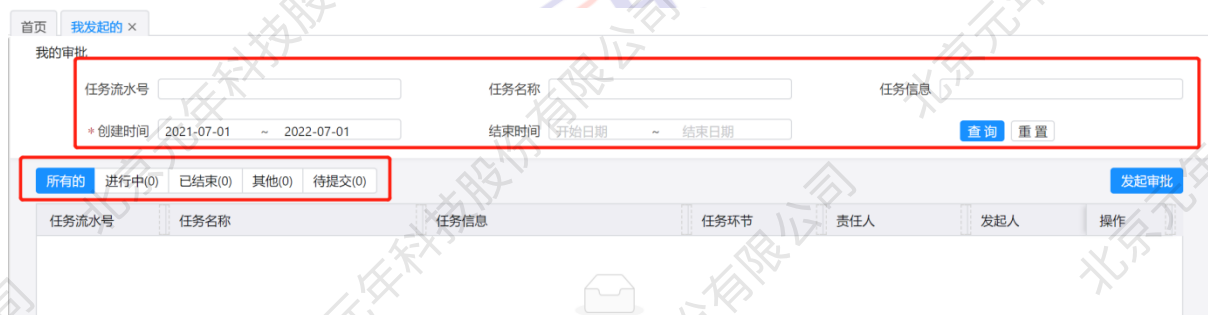 首页 我发起的 ×
我的审批
任务流水号 任务名称 任务信息
* 创建时间 2021-07-01 ~ 2022-07-01 结束时间 开始日期 ~ 结束日期 查询 重置
所有的 进行中(0) 已结束(0) 其他(0) 待提交(0) 发起审批
任务流水号 任务名称 任务信息 任务环节 责任人 发起人 操作